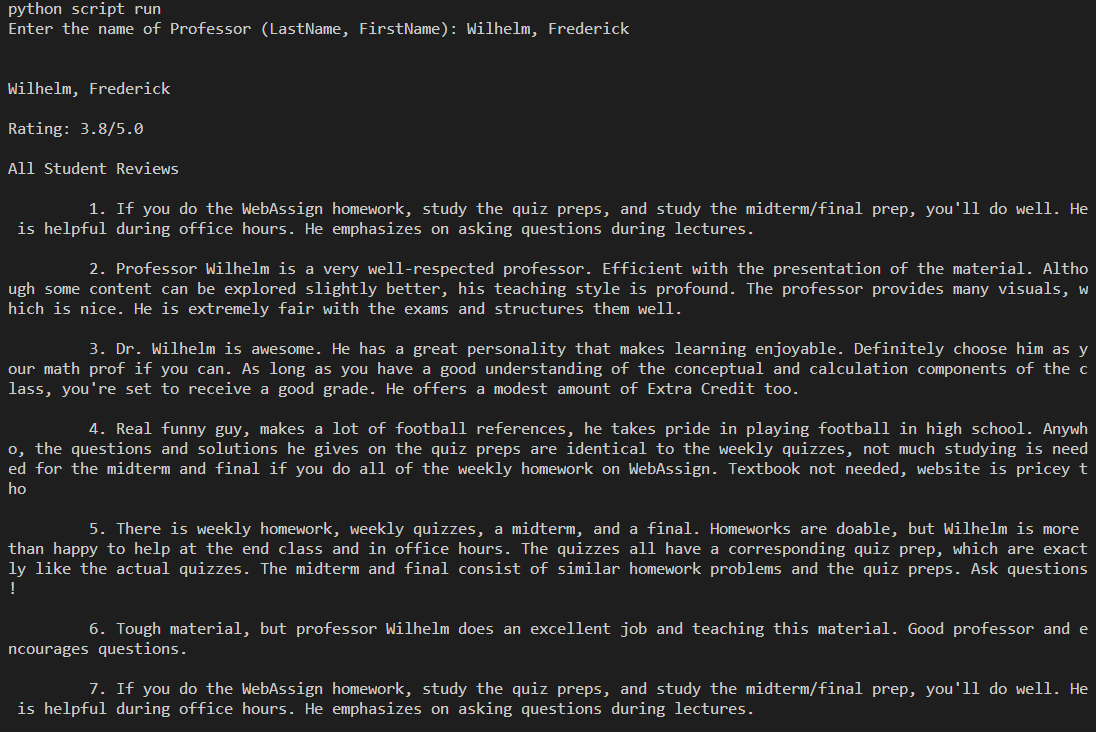 python script run
Enter the name of Professor (LastName, FirstName): Wilhelm, Frederick
Wilhelm, Frederick
Rating: 3.8/5.0
All Student Reviews
1. If you do the WebAssign homework, study the quiz preps, and study the midterm/final prep, you'll do well. He
is helpful during office hours. He emphasizes on asking questions during lectures.
2. Professor Wilhelm is a very well-respected professor. Efficient with the presentation of the material. Altho
ugh some content can be explored slightly better, his teaching style is profound. The professor provides many visuals, w
hich is nice. He is extremely fair with the exams and structures them well.
3. Dr. Wilhelm is awesome. He has a great personality that makes learning enjoyable. Definitely choose him as y
our math prof if you can. As long as you have a good understanding of the conceptual and calculation components of the c
lass, you're set to receive a good grade. He offers a modest amount of Extra Credit too.
4. Real funny guy, makes a lot of football references, he takes pride in playing football in high school. Anywh
o, the questions and solutions he gives on the quiz preps are identical to the weekly quizzes, not much studying is need
ed for the midterm and final if you do all of the weekly homework on WebAssign. Textbook not needed, website is pricey t
ho
5. There is weekly homework, weekly quizzes, a midterm, and a final. Homeworks are doable, but Wilhelm is more
than happy to help at the end class and in office hours. The quizzes all have a corresponding quiz prep, which are exact
ly like the actual quizzes. The midterm and final consist of similar homework problems and the quiz preps. Ask questions
!
6. Tough material, but professor Wilhelm does an excellent job and teaching this material. Good professor and e
ncourages questions.
7. If you do the WebAssign homework, study the quiz preps, and study the midterm/final prep, you'll do well. He
is helpful during office hours. He emphasizes on asking questions during lectures.